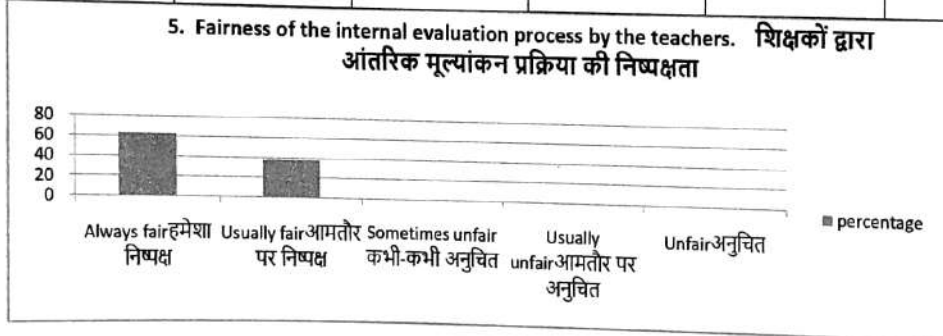 5. Fairness of the internal evaluation process by the teachers. शिक्षकों द्वारा
आंतरिक मूल्यांकन प्रक्रिया की निष्पक्षता
80
60
40
20
0
Always fairहमेशा
निष्पक्ष
Usually fairआमतौर
पर निष्पक्ष
Sometimes unfair
कभी-कभी अनुचित
Usually
unfairआमतौर पर
अनुचित
Unfairअनुचित
percentage